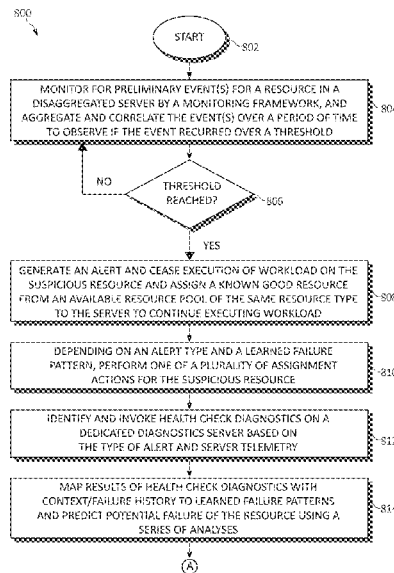 800
START
802
MONITOR FOR PRELIMINARY EVENT(S) FOR A RESOURCE IN A
DISAGGREGATED SERVER BY A MONITORING FRAMEWORK, AND
AGGREGATE AND CORRELATE THE EVENT(S) OVER A PERIOD OF TIME
TO OBSERVE IF THE EVENT RECURRED OVER A THRESHOLD
804
NO
THRESHOLD
REACHED?
806
YES
GENERATE AN ALERT AND CEASE EXECUTION OF WORKLOAD ON THE
SUSPICIOUS RESOURCE AND ASSIGN A KNOWN GOOD RESOURCE
FROM AN AVAILABLE RESOURCE POOL OF THE SAME RESOURCE TYPE
TO THE SERVER TO CONTINUE EXECUTING WORKLOAD
808
DEPENDING ON AN ALERT TYPE AND A LEARNED FAILURE
PATTERN, PERFORM ONE OF A PLURALITY OF ASSIGNMENT
ACTIONS FOR THE SUSPICIOUS RESOURCE
810
IDENTIFY AND INVOKE HEALTH CHECK DIAGNOSTICS ON A
DEDICATED DIAGNOSTICS SERVER BASED ON
THE TYPE OF ALERT AND SERVER TELEMETRY
812
MAP RESULTS OF HEALTH CHECK DIAGNOSTICS WITH
CONTEXT/FAILURE HISTORY TO LEARNED FAILURE PATTERNS
AND PREDICT POTENTIAL FAILURE OF THE RESOURCE USING A
SERIES OF ANALYSES
814
A